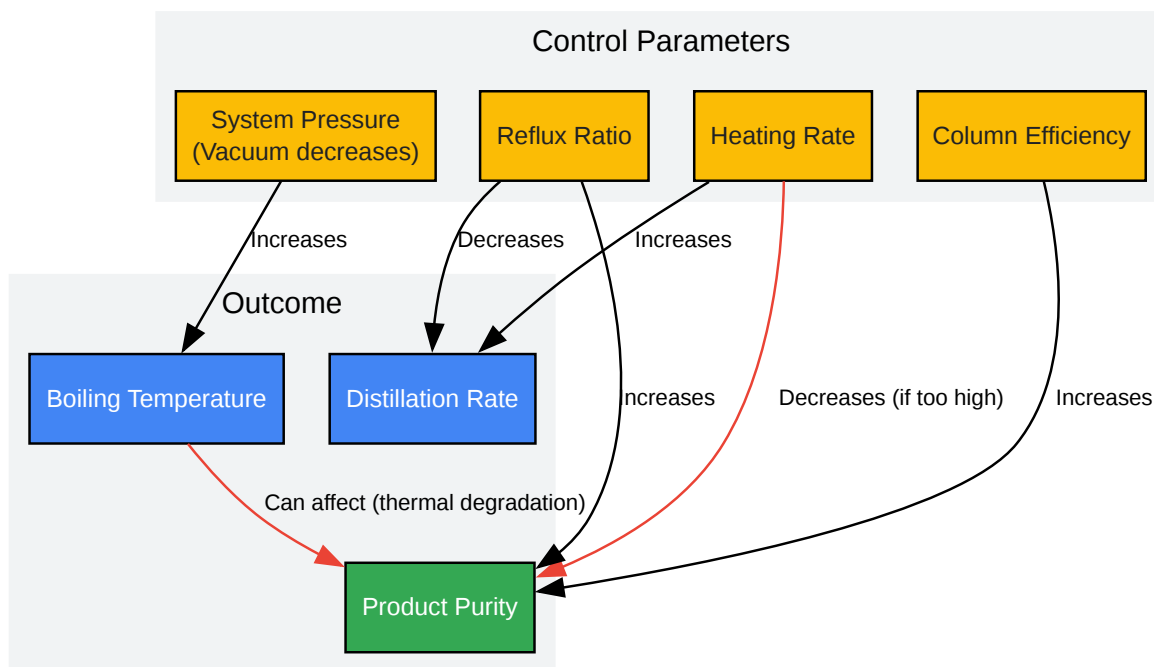 Control Parameters
System Pressure
(Vacuum decreases)
Reflux Ratio
Heating Rate
Column Efficiency
Increases
Decreases
Increases
Outcome
Boiling Temperature
Distillation Rate
Increases
Decreases (if too high)
Increases
Can affect (thermal degradation)
Product Purity